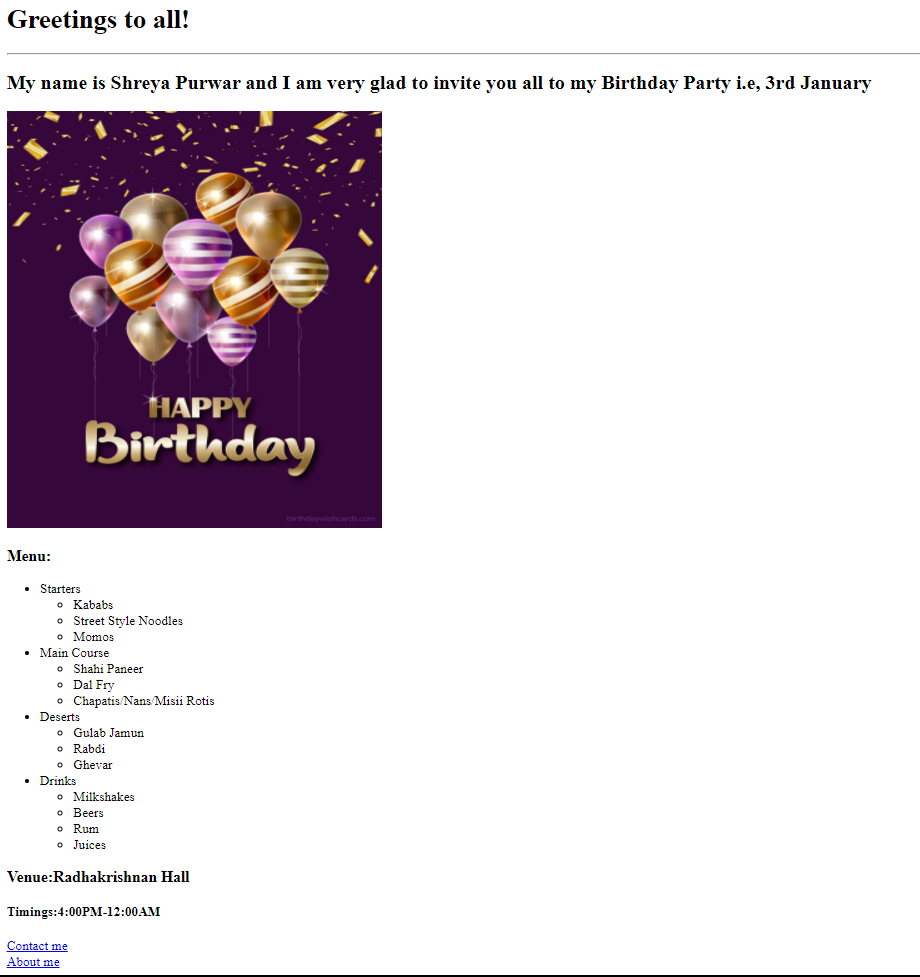 Greetings to all!
My name is Shreya Purwar and I am very glad to invite you all to my Birthday Party i.e, 3rd January
HAPPY
Birthday
birthdaywishcards.com
Menu:
Starters
Kababs
Street Style Noodles
Momos
Main Course
Shahi Paneer
Dal Fry
Chapatis/Nans/Misii Rotis
Deserts
Gulab Jamun
Rabdi
Ghevar
Drinks
Milkshakes
Beers
Rum
Juices
Venue:Radhakrishnan Hall
Timings:4:00PM-12:00AM
Contact me
About me